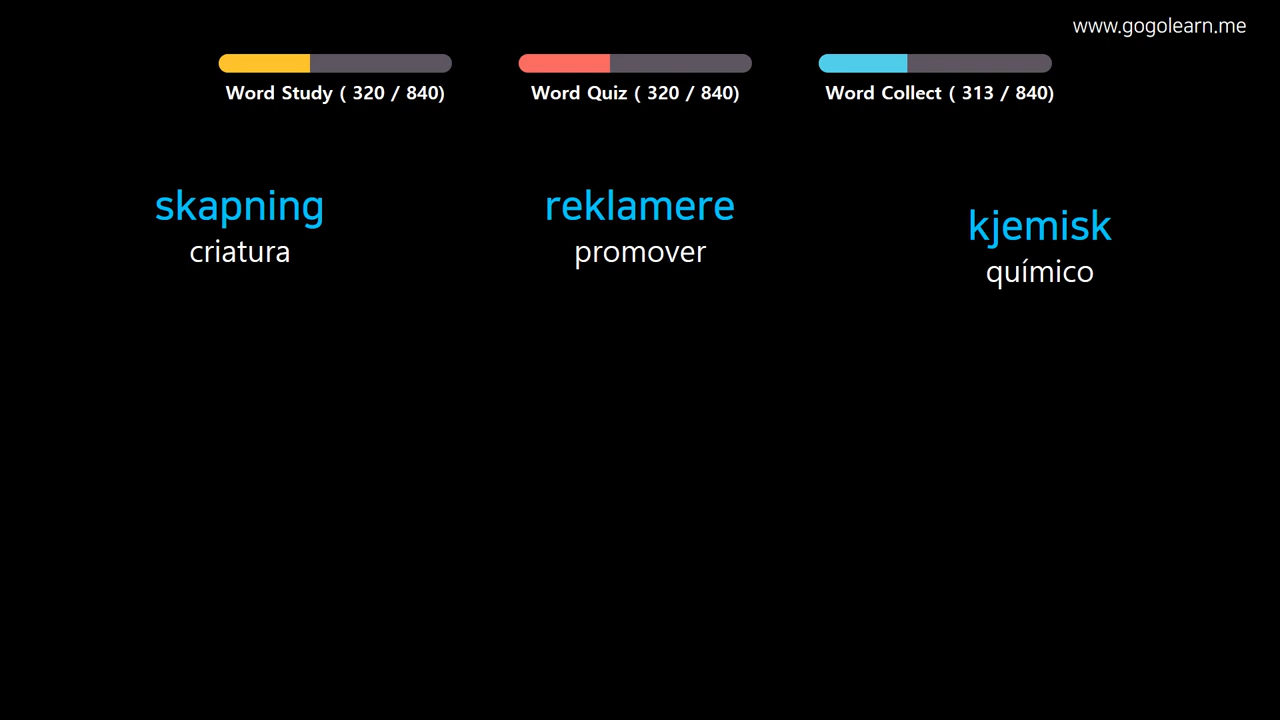 www.gogolearn.me
Word Study ( 320 / 840)
Word Quiz ( 320 / 840)
Word Collect ( 313 / 840)
skapning
criatura
reklamere
promover
kjemisk
químico